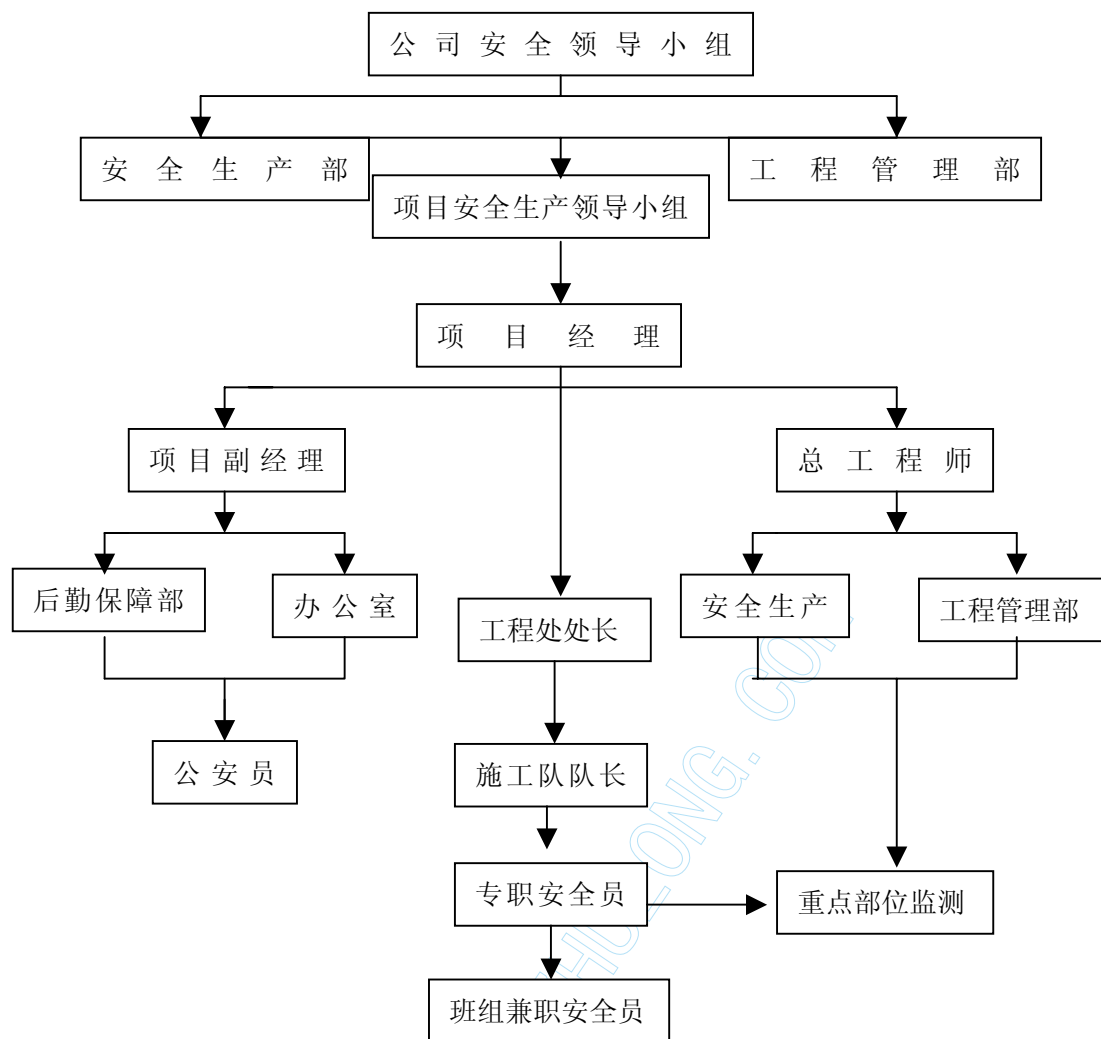 公司安全领导小组
安全生产部
工程管理部
项目安全生产领导小组
项目经理
项目副经理
总工程师
后勤保障部
办公室
工程处处长
安全生产
工程管理部
公安员
施工队队长
专职安全员
重点部位监测
班组兼职安全员